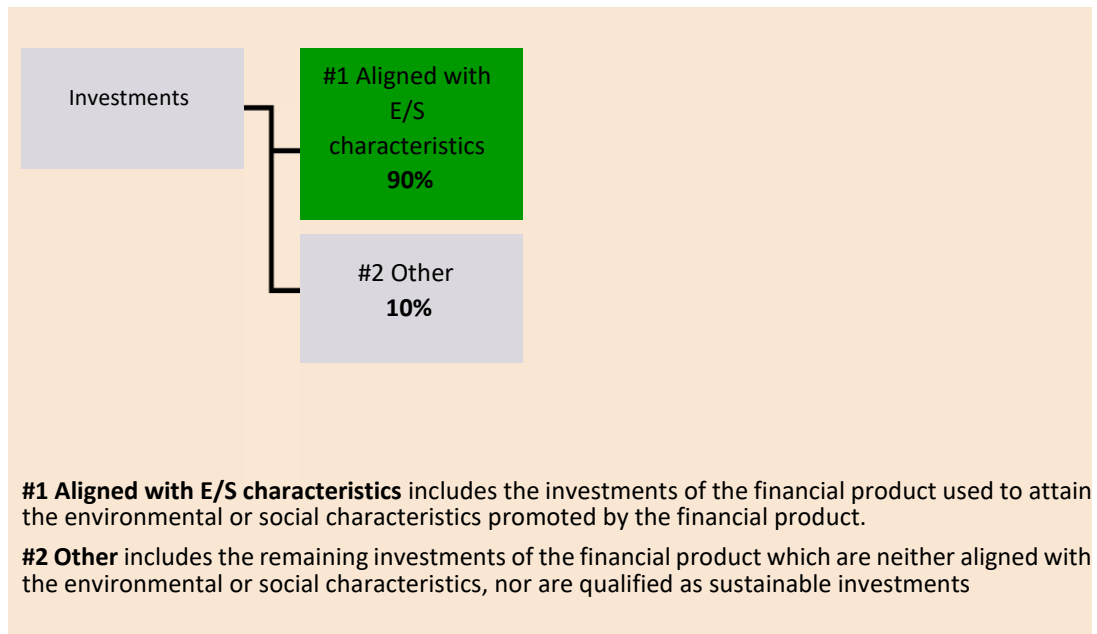 Investments
#1 Aligned with
E/S
characteristics
90%
#2 Other
10%
#1 Aligned with E/S characteristics includes the investments of the financial product used to attain
the environmental or social characteristics promoted by the financial product.
#2 Other includes the remaining investments of the financial product which are neither aligned with
the environmental or social characteristics, nor are qualified as sustainable investments